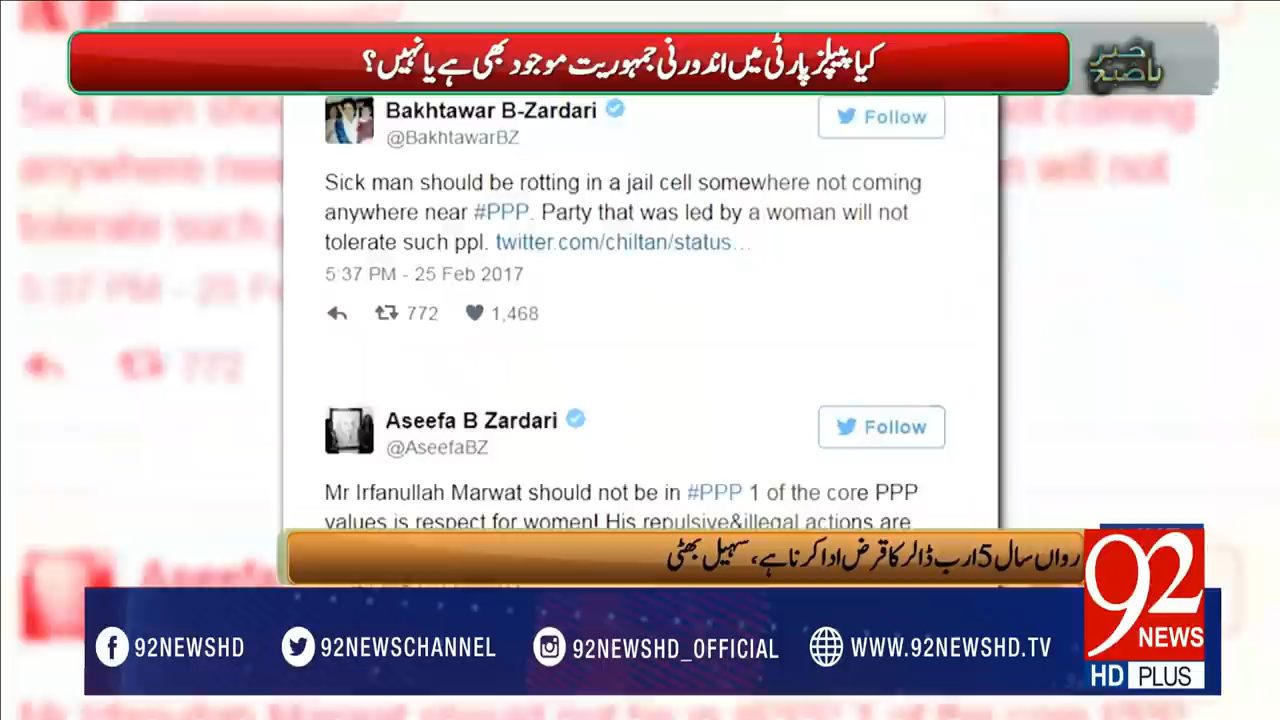 کیا پیپلز پارٹی میں اندورنی جمہوریت موجود بھی ہے یا نہیں؟
Bakhtawar B-Zardari
@BakhtawarBZ
Follow
Sick man should be rotting in a jail cell somewhere not coming
anywhere near #PPP. Party that was led by a woman will not
tolerate such ppl. twitter.com/chiltan/status…
5:37 PM - 25 Feb 2017
772 1,468
Aseefa B Zardari
@AseefaBZ
Follow
Mr Irfanullah Marwat should not be in #PPP 1 of the core PPP
values is respect for women! His repulsive&illegal actions are
رواں سال 5 ارب ڈالر کا قرض ادا کرنا ہے، سہیل بھٹی
92NEWSHD 92NEWSCHANNEL 92NEWSHD_OFFICIAL WWW.92NEWSHD.TV
92
NEWS
HD PLUS